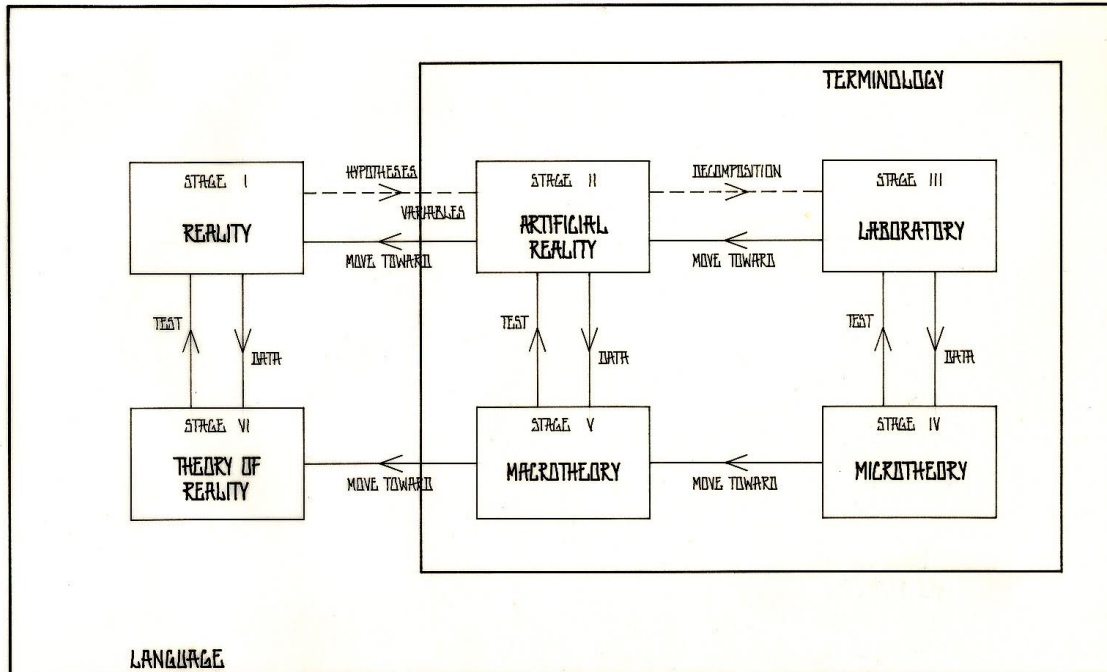 TERMINOLOGY
STAGE I
REALITY
HYPOTHESES
VARIABLES
MOVE TOWARD
STAGE II
ARTIFICIAL
REALITY
DECOMPOSITION
MOVE TOWARD
STAGE III
LABORATORY
TEST
DATA
TEST
DATA
TEST
DATA
STAGE VI
THEORY OF
REALITY
MOVE TOWARD
STAGE V
MACROTHEORY
MOVE TOWARD
STAGE IV
MICROTHEORY
LANGUAGE